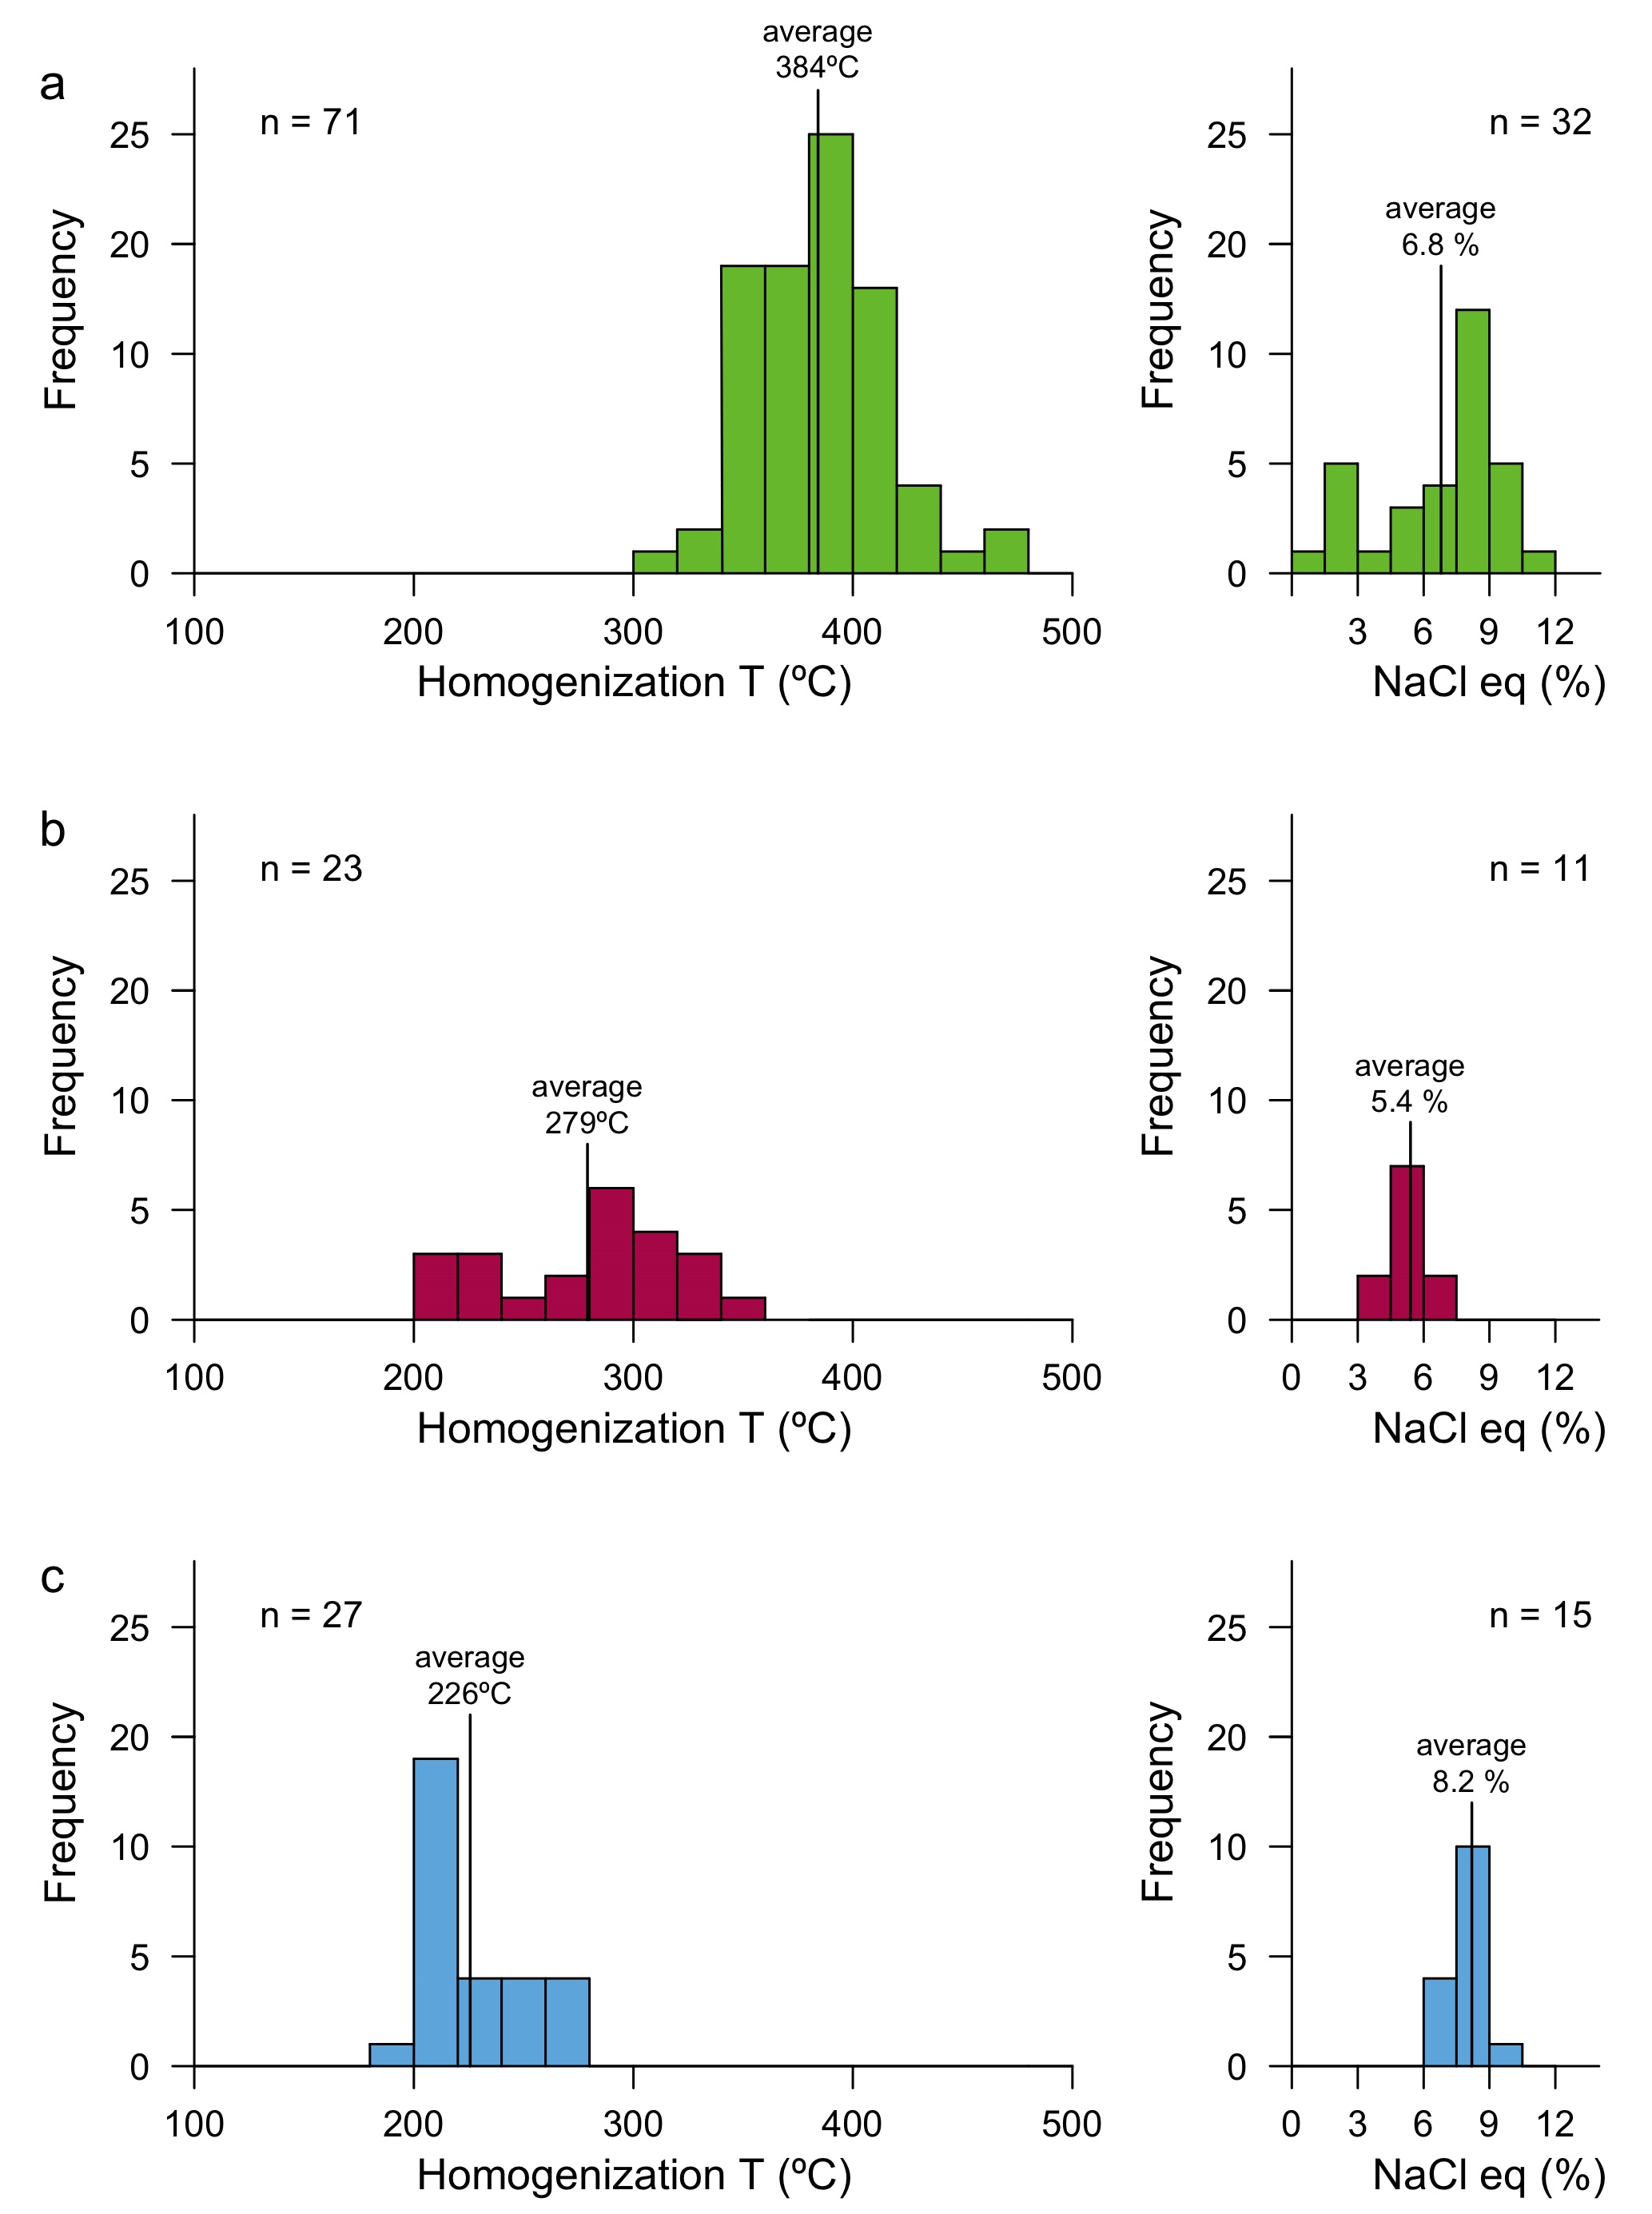 a
average
384ºC
n = 71
Frequency
25
20
10
5
0
100 200 300 400 500
Homogenization T (ºC)
n = 32
average
6.8 %
Frequency
25
20
10
5
0
3 6 9 12
NaCl eq (%)
b
n = 23
average
279ºC
Frequency
25
20
10
5
0
100 200 300 400 500
Homogenization T (ºC)
n = 11
average
5.4 %
Frequency
25
20
10
5
0
0 3 6 9 12
NaCl eq (%)
c
n = 27
average
226ºC
Frequency
25
20
10
5
0
100 200 300 400 500
Homogenization T (ºC)
n = 15
average
8.2 %
Frequency
25
20
10
5
0
0 3 6 9 12
NaCl eq (%)